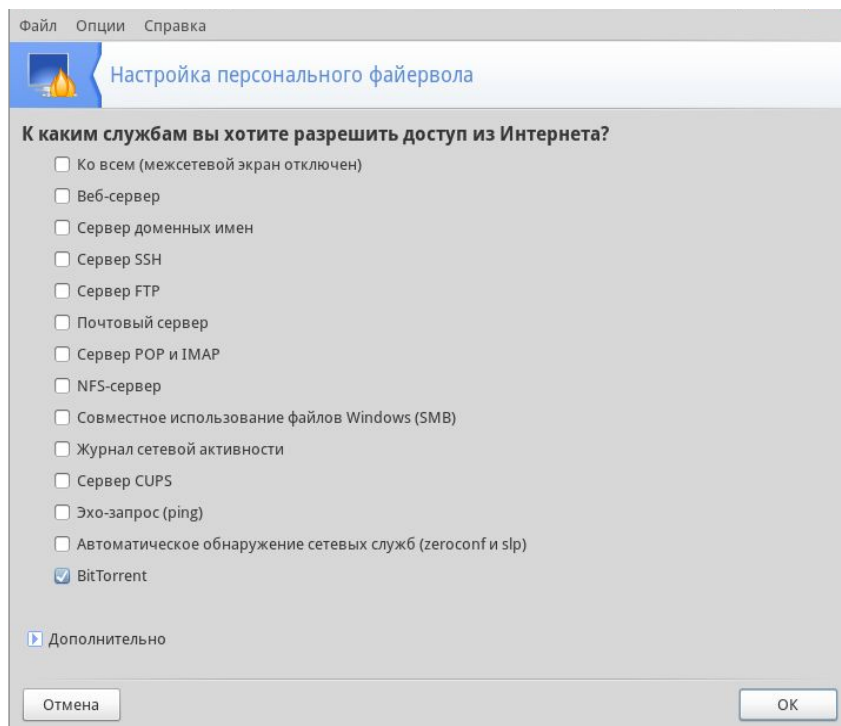 Файл Опции Справка
Настройка персонального файервола
К каким службам вы хотите разрешить доступ из Интернета?
Ко всем (межсетевой экран отключен)
Веб-сервер
Сервер доменных имен
Сервер SSH
Сервер FTP
Почтовый сервер
Сервер POP и IMAP
NFS-сервер
Совместное использование файлов Windows (SMB)
Журнал сетевой активности
Сервер CUPS
Эхо-запрос (ping)
Автоматическое обнаружение сетевых служб (zeroconf и slp)
BitTorrent
Дополнительно
Отмена ОК